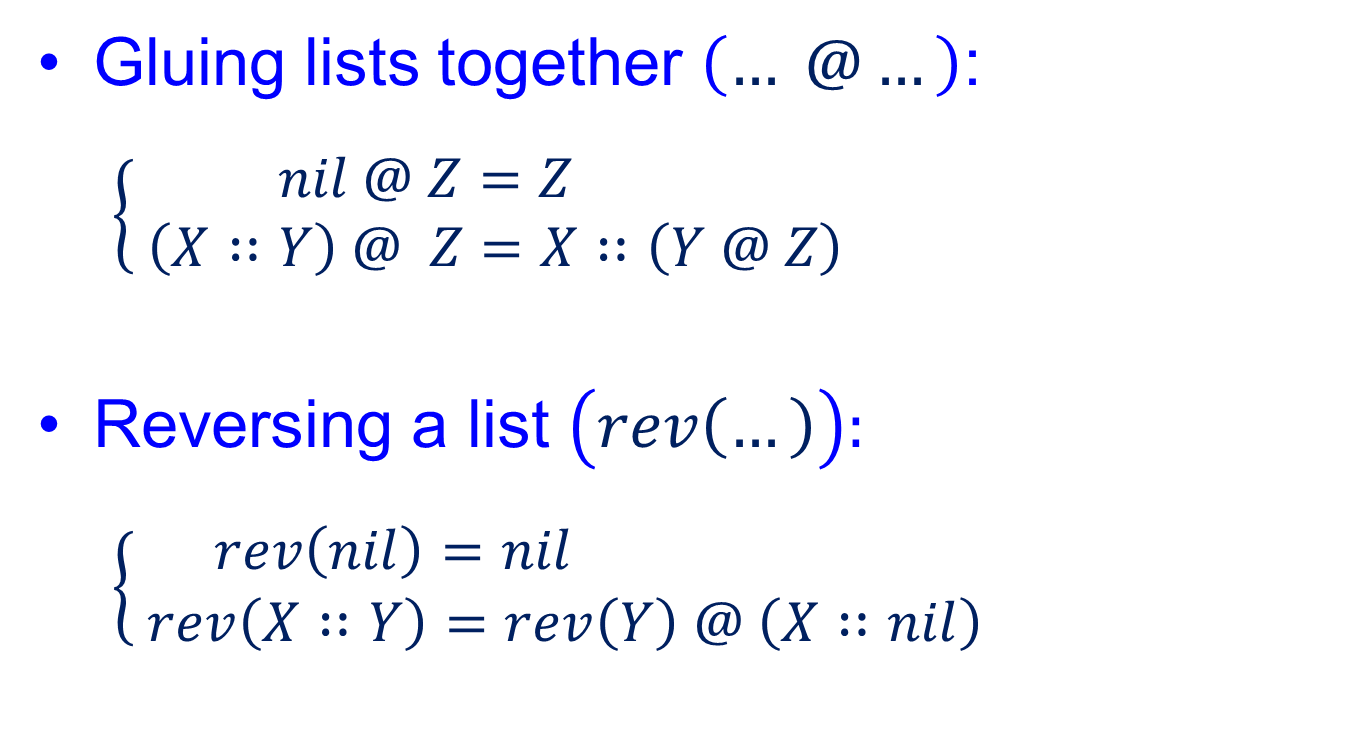 • Gluing lists together (… @ …):
nil @ Z = Z
(X ∷ Y) @ Z = X ∷ (Y @ Z)
• Reversing a list (rev(…)):
rev(nil) = nil
rev(X ∷ Y) = rev(Y) @ (X ∷ nil)